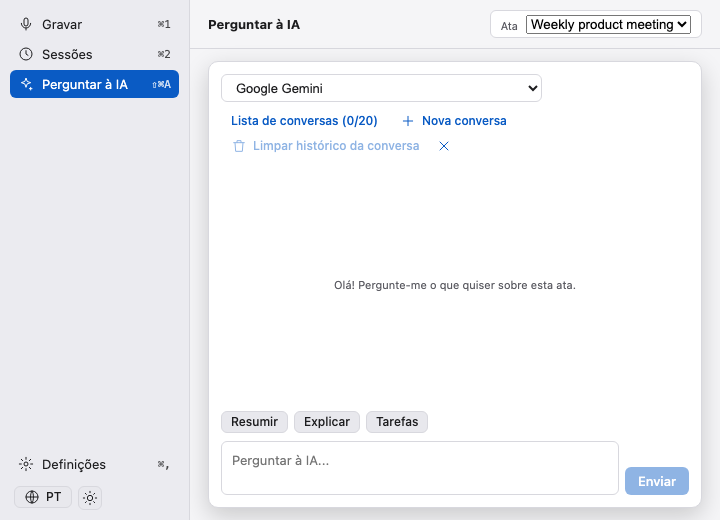 Gravar ⌘1
Sessões ⌘2
Perguntar à IA ⇧⌘A
Definições ⌘,
PT
Perguntar à IA
Ata Weekly product meeting
Google Gemini
Lista de conversas (0/20) Nova conversa
Limpar histórico da conversa
Olá! Pergunte-me o que quiser sobre esta ata.
Resumir Explicar Tarefas
Perguntar à IA...
Enviar